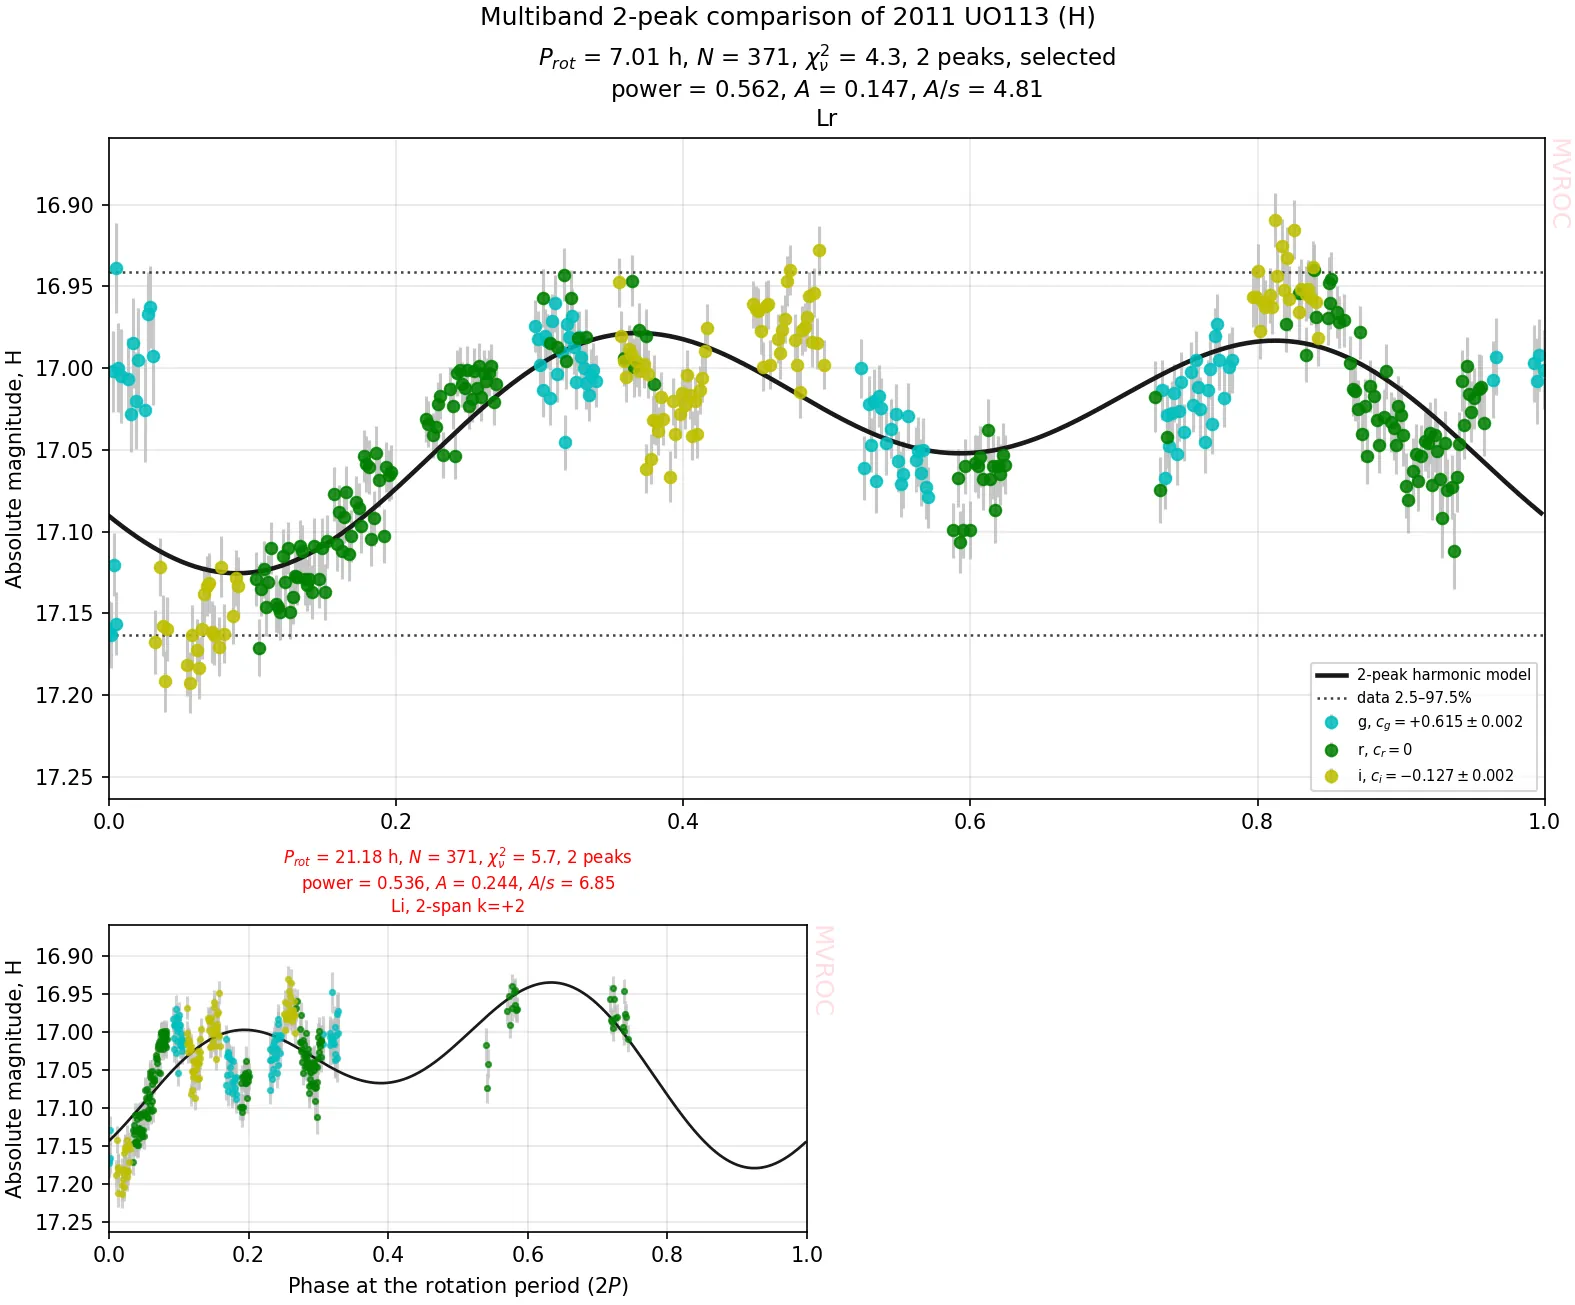 Multiband 2-peak comparison of 2011 UO113 (H)
P_rot = 7.01 h, N = 371, χ²_ν = 4.3, 2 peaks, selected
power = 0.562, A = 0.147, A/s = 4.81
Lr
MVROC
Absolute magnitude, H
16.90
16.95
17.00
17.05
17.10
17.15
17.20
17.25
2-peak harmonic model
data 2.5–97.5%
g, c_g = +0.615 ± 0.002
r, c_r = 0
i, c_i = −0.127 ± 0.002
0.0 0.2 0.4 0.6 0.8 1.0
P_rot = 21.18 h, N = 371, χ²_ν = 5.7, 2 peaks
power = 0.536, A = 0.244, A/s = 6.85
Li, 2-span k=+2
MVROC
Absolute magnitude, H
16.90
16.95
17.00
17.05
17.10
17.15
17.20
17.25
0.0 0.2 0.4 0.6 0.8 1.0
Phase at the rotation period (2P)